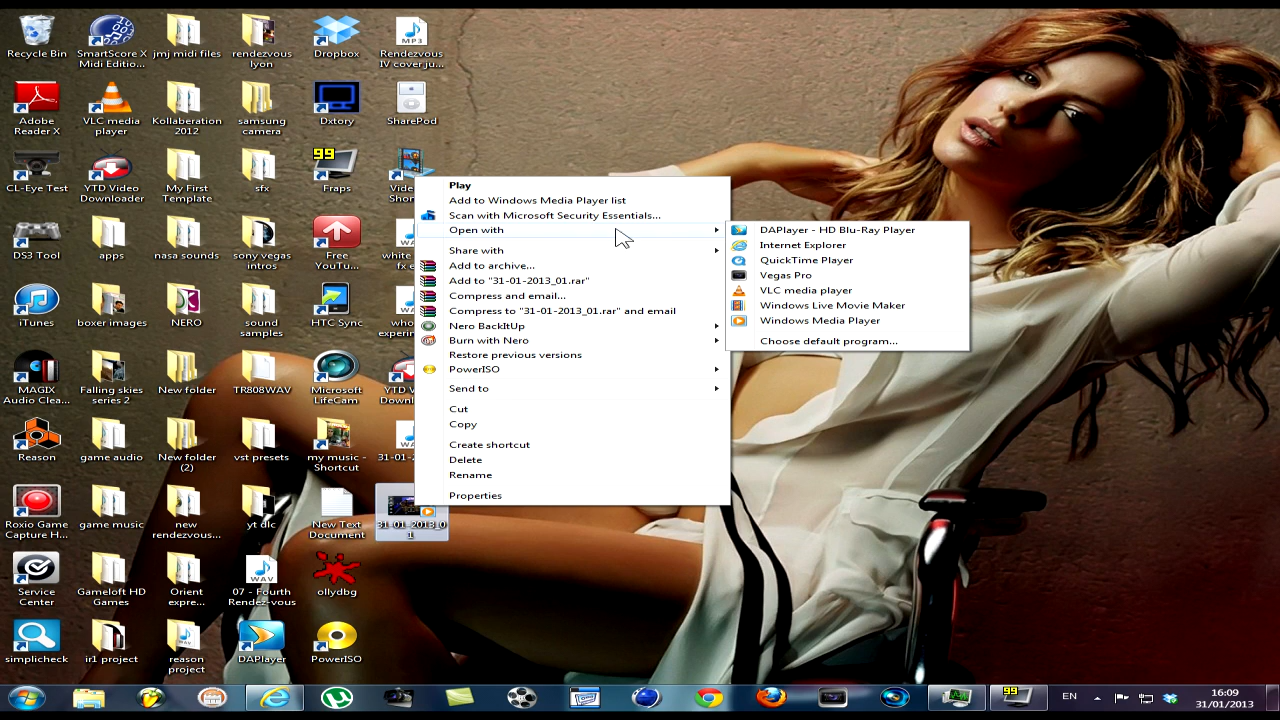 Recycle Bin
SmartScore X
Midi Editio...
jmj midi files
rendezvous
lyon
Dropbox
MP3
Rendezvous
IV cover.ju...
Adobe
Reader X
VLC media
player
Kollaberation
2012
samsung
camera
Dxtory
SharePod
CL-Eye Test
YTD Video
Downloader
My First
Template
sfx
99
Fraps
Vide
Shor
DS3 Tool
apps
nasa sounds
sony vegas
intros
Free
YouTu...
white
fx e
iTunes
boxer images
NERO
sound
samples
HTC Sync
who
experim
MAGIX
Audio Clea...
Falling skies
series 2
New folder
TR808WAV
Microsoft
LifeCam
YTD V
Downl
Reason
game audio
New folder
(2)
vst presets
my music -
Shortcut
31-01-2
Roxio Game
Capture H...
game music
new
rendezvous...
yt dlc
New Text
Document
31-01-2013_0
1
Service
Center
Gameloft HD
Games
Orient
expre...
WAV
07 - Fourth
Rendez-vous
ollydbg
simplicheck
ir1 project
WAV
reason
project
DAPlayer
PowerISO
Play
Add to Windows Media Player list
Scan with Microsoft Security Essentials...
Open with
Share with
Add to archive...
Add to "31-01-2013_01.rar"
Compress and email...
Compress to "31-01-2013_01.rar" and email
Nero BackItUp
Burn with Nero
Restore previous versions
PowerISO
Send to
Cut
Copy
Create shortcut
Delete
Rename
Properties
DAPlayer - HD Blu-Ray Player
Internet Explorer
QuickTime Player
Vegas Pro
VLC media player
Windows Live Movie Maker
Windows Media Player
Choose default program...
99
EN
16:09
31/01/2013